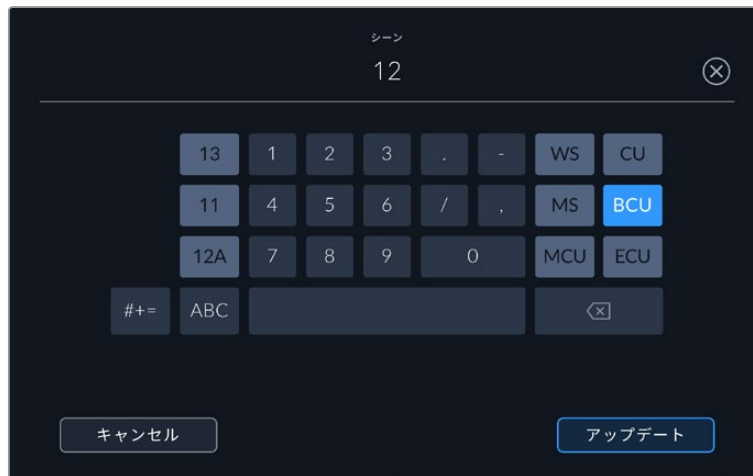 シーン
12
13 1 2 3 . - WS CU
11 4 5 6 / , MS BCU
12A 7 8 9 0 MCU ECU
#+= ABC
キャンセル アップデート